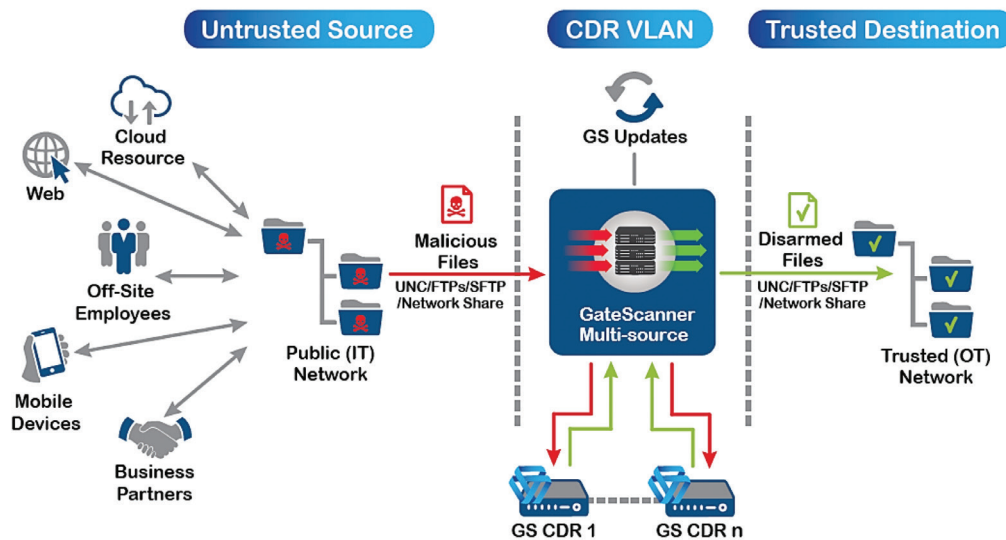 Untrusted Source
CDR VLAN
Trusted Destination
Cloud
Resource
Web
Off-Site
Employees
Mobile
Devices
Business
Partners
Public (IT)
Network
Malicious
Files
UNC/FTPs/SFTP
/Network Share
GS Updates
GateScanner
Multi-source
GS CDR 1
GS CDR n
Disarmed
Files
UNC/FTPs/SFTP
/Network Share
Trusted (OT)
Network